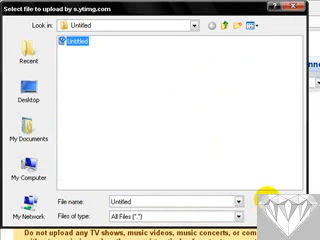 Select file to upload by s.ytimg.com
Look in:
Untitled
Untitled
Recent
Desktop
My Documents
My Computer
My Network
File name:
Untitled
Files of type:
All Files (*.*)
Do not upload any TV shows, music videos, music concerts, or com